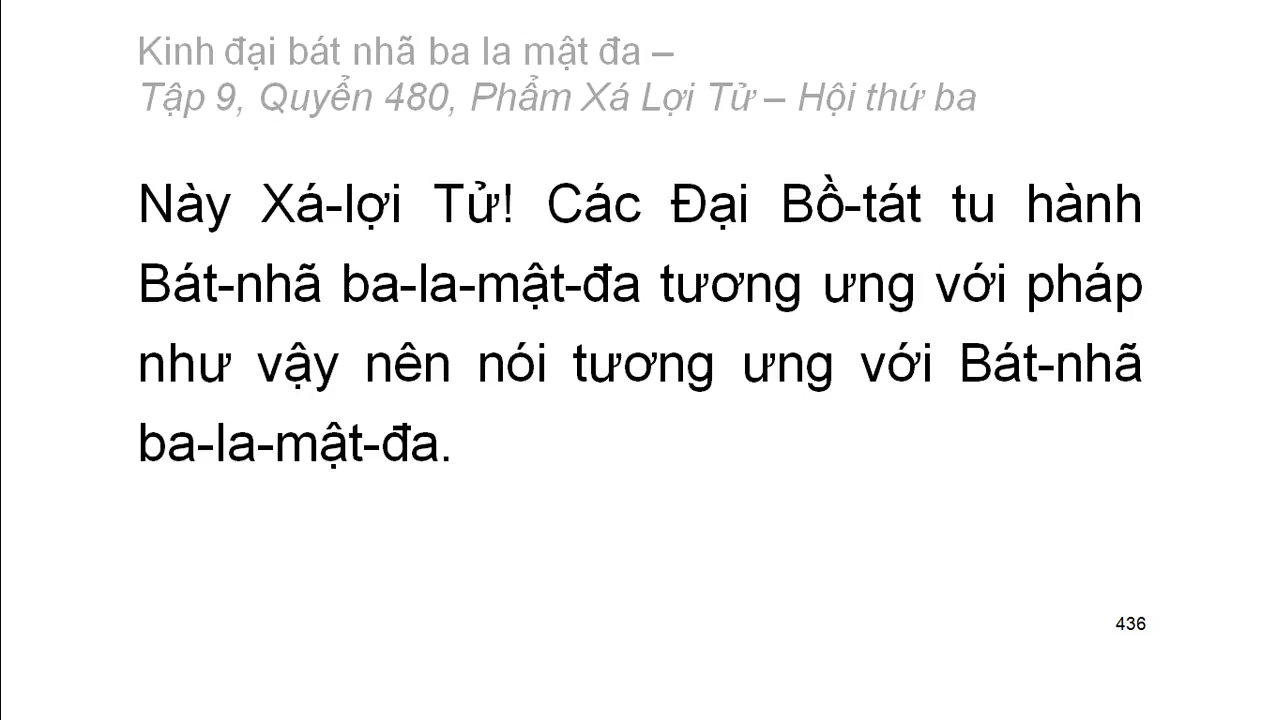 Kinh đại bát nhã ba la mật đa –
Tập 9, Quyển 480, Phẩm Xá Lợi Tử – Hội thứ ba
Này Xá-lợi Tử! Các Đại Bồ-tát tu hành
Bát-nhã ba-la-mật-đa tương ưng với pháp
như vậy nên nói tương ưng với Bát-nhã
ba-la-mật-đa.
436